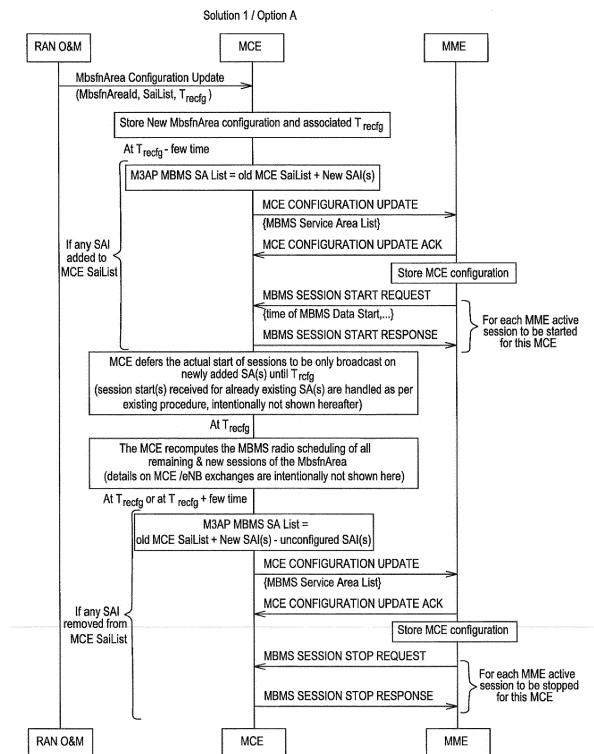 Solution 1 / Option A
RAN O&M
MCE
MME
MbsfnArea Configuration Update
{MbsfnAreaId, SaiList, Trecfg}
Store New MbsfnArea configuration and associated Trecfg
At Trecfg - few time
M3AP MBMS SA List = old MCE SaiList + New SAI(s)
MCE CONFIGURATION UPDATE
{MBMS Service Area List}
If any SAI
added to
MCE SaiList
MCE CONFIGURATION UPDATE ACK
Store MCE configuration
MBMS SESSION START REQUEST
{time of MBMS Data Start,...}
MBMS SESSION START RESPONSE
For each MME active
session to be started
for this MCE
MCE defers the actual start of sessions to be only broadcast on
newly added SA(s) until Trcfg
(session start(s) received for already existing SA(s) are handled as per
existing procedure, intentionally not shown hereafter)
At Trecfg
The MCE recomputes the MBMS radio scheduling of all
remaining & new sessions of the MbsfnArea
(details on MCE /eNB exchanges are intentionally not shown here)
At Trecfg or at Trecfg + few time
M3AP MBMS SA List =
old MCE SaiList + New SAI(s) - unconfigured SAI(s)
MCE CONFIGURATION UPDATE
{MBMS Service Area List}
MCE CONFIGURATION UPDATE ACK
If any SAI
removed from
MCE SaiList
Store MCE configuration
MBMS SESSION STOP REQUEST
MBMS SESSION STOP RESPONSE
For each MME active
session to be stopped
for this MCE
RAN O&M
MCE
MME